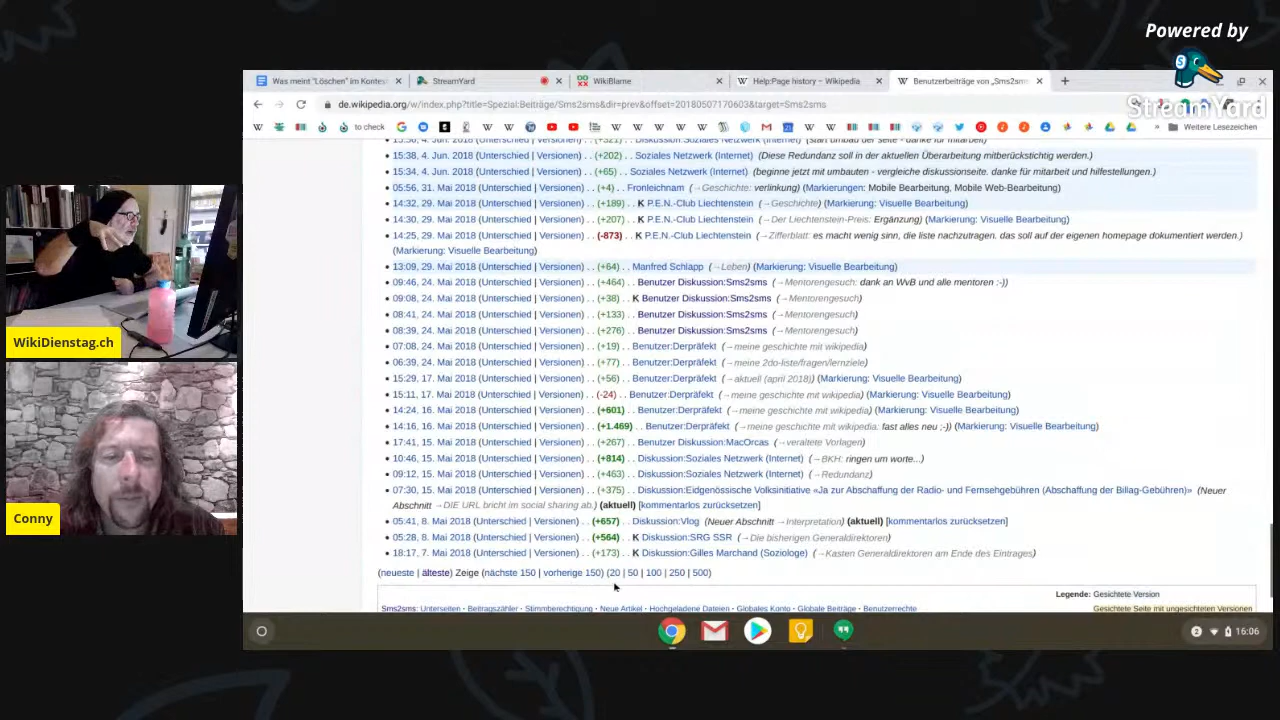 Powered by
StreamYard
Was meint "Löschen" im Kontex
StreamYard
WikiBlame
Help:Page history – Wikipedia
Benutzerbeiträge von „Sms2sms
de.wikipedia.org/w/index.php?title=Spezial:Beiträge/Sms2sms&dir=prev&offset=20180507170603&target=Sms2sms
to check
Weitere Lesezeichen
15:38, 4. Jun. 2018 (Unterschied | Versionen) . . (+202) . . Soziales Netzwerk (Internet) (Diese Redundanz soll in der aktuellen Überarbeitung mitberückstichtig werden.)
15:34, 4. Jun. 2018 (Unterschied | Versionen) . . (+65) . . Soziales Netzwerk (Internet) (beginne jetzt mit umbauten - vergleiche diskussionseite. danke für mitarbeit und hilfestellungen.)
05:56, 31. Mai 2018 (Unterschied | Versionen) . . (+4) . . Fronleichnam (→Geschichte: verlinkung) (Markierungen: Mobile Bearbeitung, Mobile Web-Bearbeitung)
14:32, 29. Mai 2018 (Unterschied | Versionen) . . (+189) . . K P.E.N.-Club Liechtenstein (→Geschichte) (Markierung: Visuelle Bearbeitung)
14:30, 29. Mai 2018 (Unterschied | Versionen) . . (+207) . . K P.E.N.-Club Liechtenstein (→Der Liechtenstein-Preis: Ergänzung) (Markierung: Visuelle Bearbeitung)
14:25, 29. Mai 2018 (Unterschied | Versionen) . . (-873) . . K P.E.N.-Club Liechtenstein (→Zifferblatt: es macht wenig sinn, die liste nachzutragen. das soll auf der eigenen homepage dokumentiert werden.)
(Markierung: Visuelle Bearbeitung)
13:09, 29. Mai 2018 (Unterschied | Versionen) . . (+64) . . Manfred Schlapp (→Leben) (Markierung: Visuelle Bearbeitung)
09:46, 24. Mai 2018 (Unterschied | Versionen) . . (+464) . . Benutzer Diskussion:Sms2sms (→Mentorengesuch: dank an WvB und alle mentoren :-))
09:08, 24. Mai 2018 (Unterschied | Versionen) . . (+38) . . K Benutzer Diskussion:Sms2sms (→Mentorengesuch)
08:41, 24. Mai 2018 (Unterschied | Versionen) . . (+133) . . Benutzer Diskussion:Sms2sms (→Mentorengesuch)
08:39, 24. Mai 2018 (Unterschied | Versionen) . . (+276) . . Benutzer Diskussion:Sms2sms (→Mentorengesuch)
07:08, 24. Mai 2018 (Unterschied | Versionen) . . (+19) . . Benutzer:Derpräfekt (→meine geschichte mit wikipedia)
06:39, 24. Mai 2018 (Unterschied | Versionen) . . (+77) . . Benutzer:Derpräfekt (→meine 2do-liste/fragen/lernziele)
15:29, 17. Mai 2018 (Unterschied | Versionen) . . (+56) . . Benutzer:Derpräfekt (→aktuell (april 2018)) (Markierung: Visuelle Bearbeitung)
15:11, 17. Mai 2018 (Unterschied | Versionen) . . (-24) . . Benutzer:Derpräfekt (→meine geschichte mit wikipedia) (Markierung: Visuelle Bearbeitung)
14:24, 16. Mai 2018 (Unterschied | Versionen) . . (+601) . . Benutzer:Derpräfekt (→meine geschichte mit wikipedia) (Markierung: Visuelle Bearbeitung)
14:16, 16. Mai 2018 (Unterschied | Versionen) . . (+1.469) . . Benutzer:Derpräfekt (→meine geschichte mit wikipedia: fast alles neu ;-)) (Markierung: Visuelle Bearbeitung)
17:41, 15. Mai 2018 (Unterschied | Versionen) . . (+267) . . Benutzer Diskussion:MacOrcas (→veraltete Vorlagen)
10:46, 15. Mai 2018 (Unterschied | Versionen) . . (+814) . . Diskussion:Soziales Netzwerk (Internet) (→BKH: ringen um worte...)
09:12, 15. Mai 2018 (Unterschied | Versionen) . . (+463) . . Diskussion:Soziales Netzwerk (Internet) (→Redundanz)
07:30, 15. Mai 2018 (Unterschied | Versionen) . . (+375) . . Diskussion:Eidgenössische Volksinitiative «Ja zur Abschaffung der Radio- und Fernsehgebühren (Abschaffung der Billag-Gebühren)» (Neuer
Abschnitt →DIE URL bricht im social sharing ab.) (aktuell) [kommentarlos zurücksetzen]
05:41, 8. Mai 2018 (Unterschied | Versionen) . . (+657) . . Diskussion:Vlog (Neuer Abschnitt →Interpretation) (aktuell) [kommentarlos zurücksetzen]
05:28, 8. Mai 2018 (Unterschied | Versionen) . . (+564) . . K Diskussion:SRG SSR (→Die bisherigen Generaldirektoren)
18:17, 7. Mai 2018 (Unterschied | Versionen) . . (+173) . . K Diskussion:Gilles Marchand (Soziologe) (→Kasten Generaldirektoren am Ende des Eintrages)
(neueste | älteste) Zeige (nächste 150 | vorherige 150) (20 | 50 | 100 | 250 | 500)
Legende: Gesichtete Version
Sms2sms: Unterseiten · Beitragszähler · Stimmberechtigung · Neue Artikel · Hochgeladene Dateien · Globales Konto · Globale Beiträge · Benutzerrechte
Gesichtete Seite mit ungesichteten Versionen
2
16:06
WikiDienstag.ch
Conny